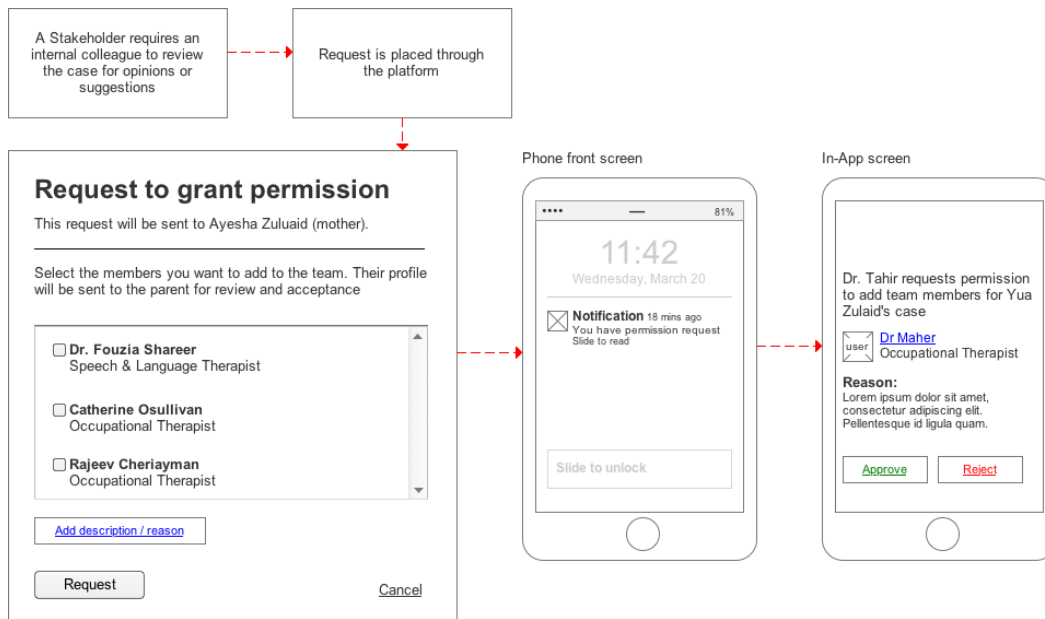 A Stakeholder requires an
internal colleague to review
the case for opinions or
suggestions
Request is placed through
the platform
Request to grant permission
This request will be sent to Ayesha Zuluaid (mother).
Select the members you want to add to the team. Their profile
will be sent to the parent for review and acceptance
Dr. Fouzia Shareer
Speech & Language Therapist
Catherine Osullivan
Occupational Therapist
Rajeev Cheriayman
Occupational Therapist
Add description / reason
Request
Cancel
Phone front screen
81%
11:42
Wednesday, March 20
Notification 18 mins ago
You have permission request
Slide to read
Slide to unlock
In-App screen
Dr. Tahir requests permission
to add team members for Yua
Zulaid's case
user
Dr Maher
Occupational Therapist
Reason:
Lorem ipsum dolor sit amet,
consectetur adipiscing elit.
Pellentesque id ligula quam.
Approve
Reject